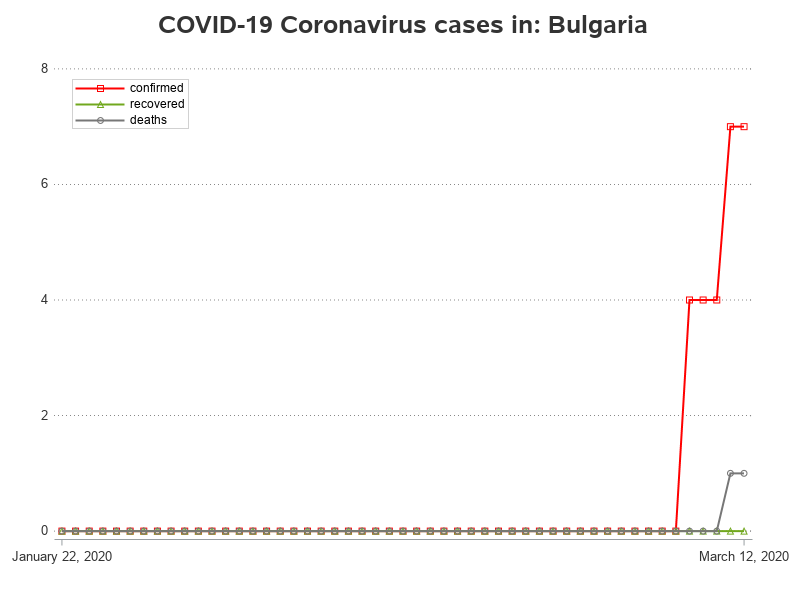 COVID-19 Coronavirus cases in: Bulgaria
8
confirmed
recovered
deaths
6
4
2
0
January 22, 2020
March 12, 2020